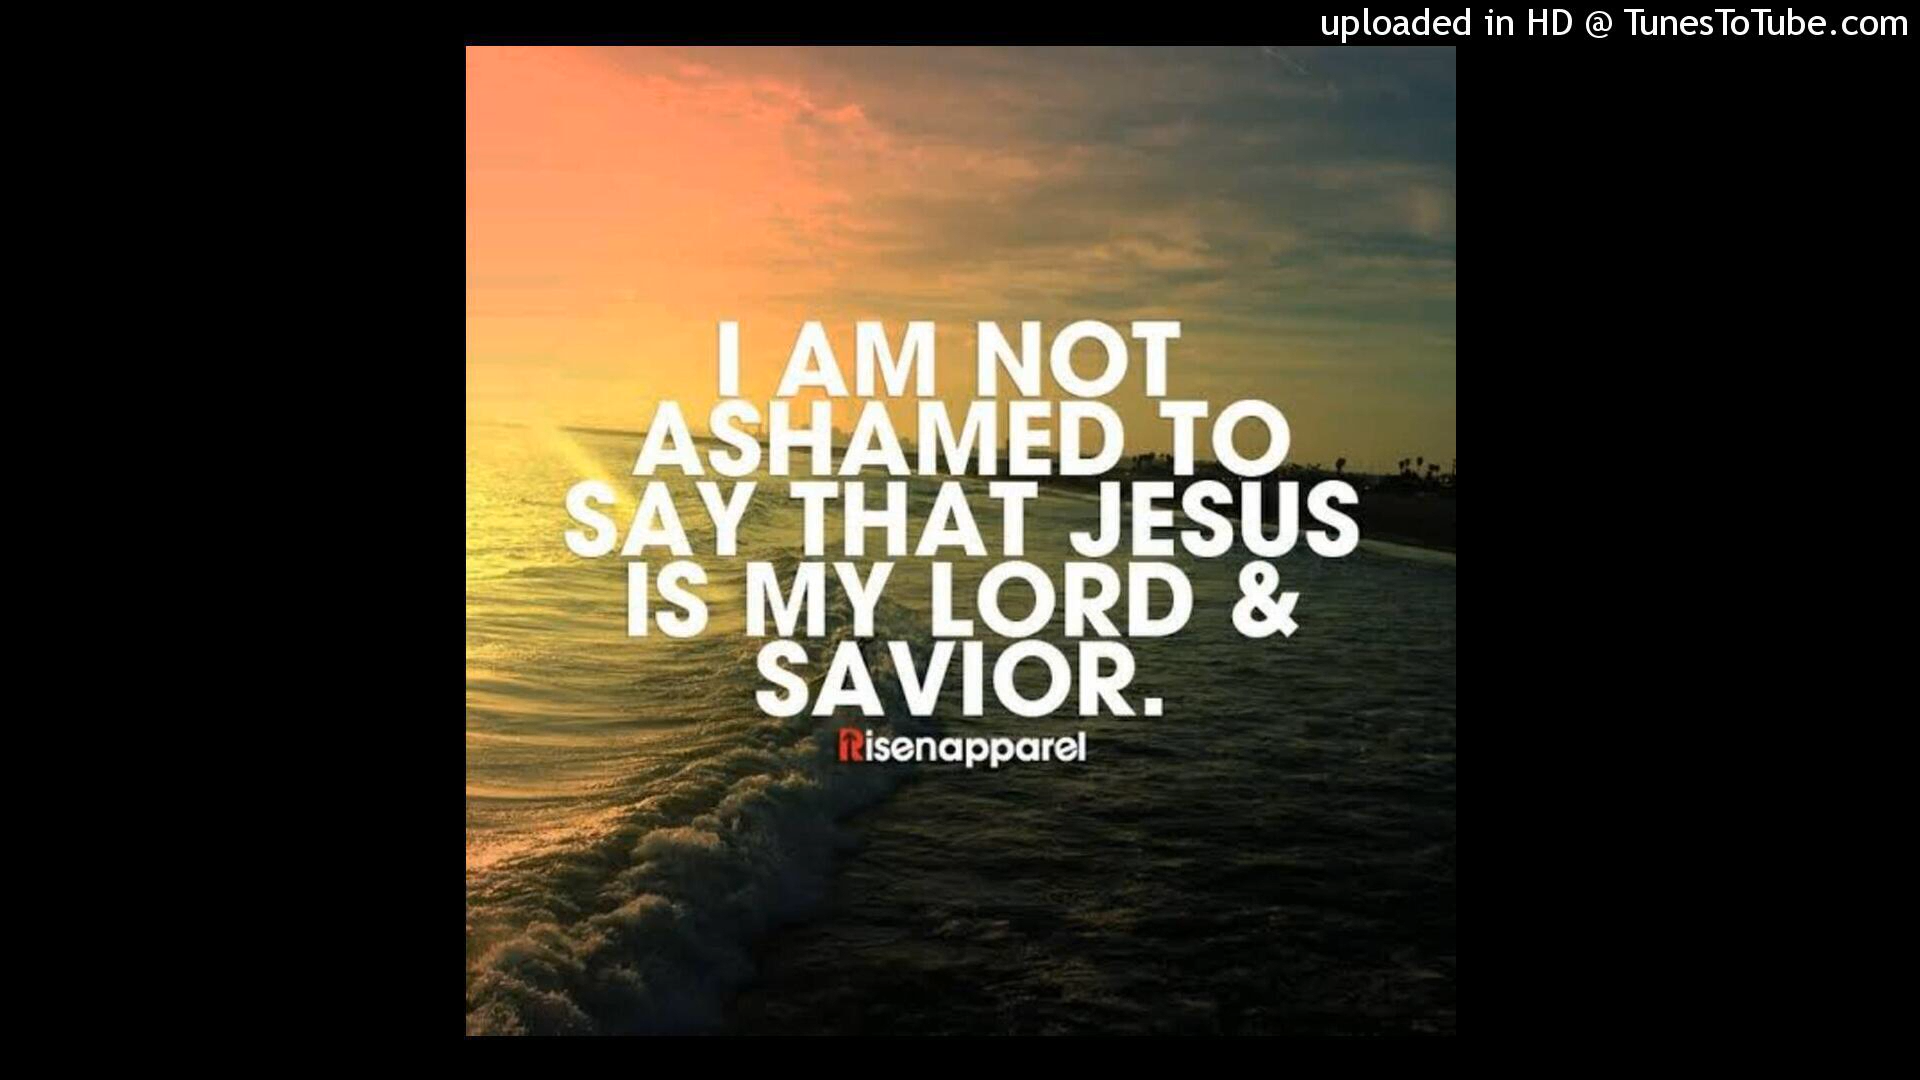 uploaded in HD @ TunesToTube.com
I AM NOT
ASHAMED TO
SAY THAT JESUS
IS MY LORD &
SAVIOR.
Risenapparel